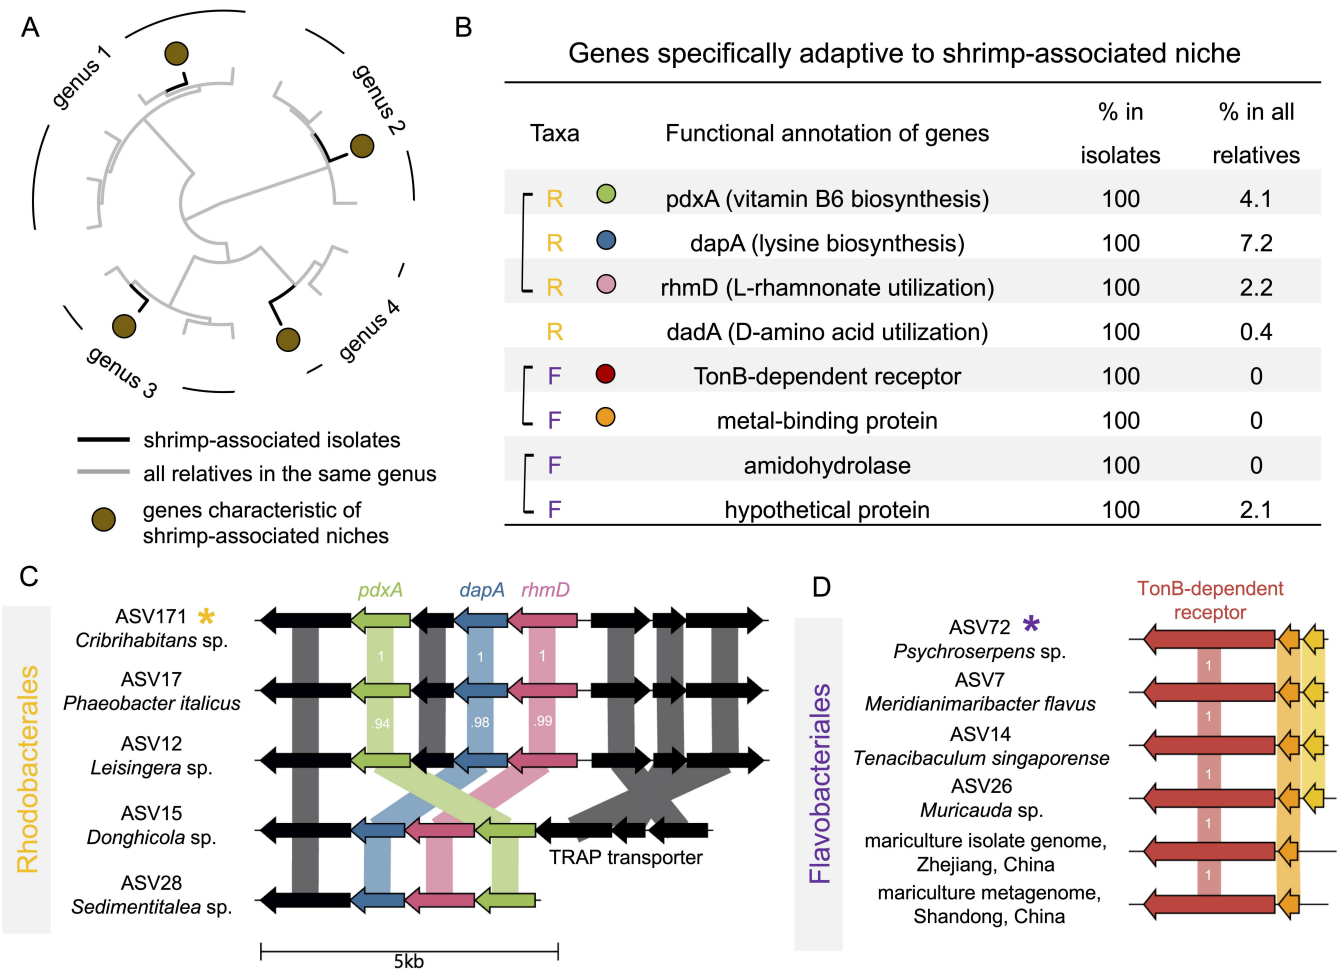 A
genus 1
genus 2
genus 3
genus 4
shrimp-associated isolates
all relatives in the same genus
genes characteristic of
shrimp-associated niches
B
Genes specifically adaptive to shrimp-associated niche
Taxa Functional annotation of genes % in isolates % in all relatives
R pdxA (vitamin B6 biosynthesis) 100 4.1
R dapA (lysine biosynthesis) 100 7.2
R rhmD (L-rhamnonate utilization) 100 2.2
R dadA (D-amino acid utilization) 100 0.4
F TonB-dependent receptor 100 0
F metal-binding protein 100 0
F amidohydrolase 100 0
F hypothetical protein 100 2.1
C
Rhodobacterales
pdxA dapA rhmD
ASV171 *
Cribrihabitans sp.
1 1 1
ASV17
Phaeobacter italicus
.94 .98 .99
ASV12
Leisingera sp.
ASV15
Donghicola sp.
TRAP transporter
ASV28
Sedimentitalea sp.
5kb
D
Flavobacteriales
TonB-dependent
receptor
ASV72 *
Psychroserpens sp.
1
ASV7
Meridianimaribacter flavus
1
ASV14
Tenacibaculum singaporense
1
ASV26
Muricauda sp.
1
mariculture isolate genome,
Zhejiang, China
1
mariculture metagenome,
Shandong, China